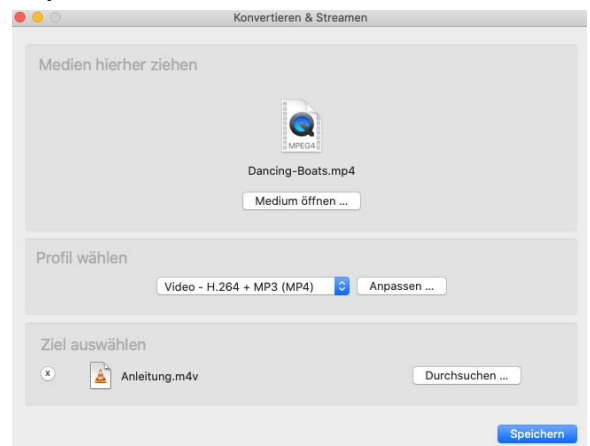 Konvertieren & Streamen
Medien hierher ziehen
MPEG4
Dancing-Boats.mp4
Medium öffnen ...
Profil wählen
Video - H.264 + MP3 (MP4)
Anpassen ...
Ziel auswählen
x
Anleitung.m4v
Durchsuchen ...
Speichern